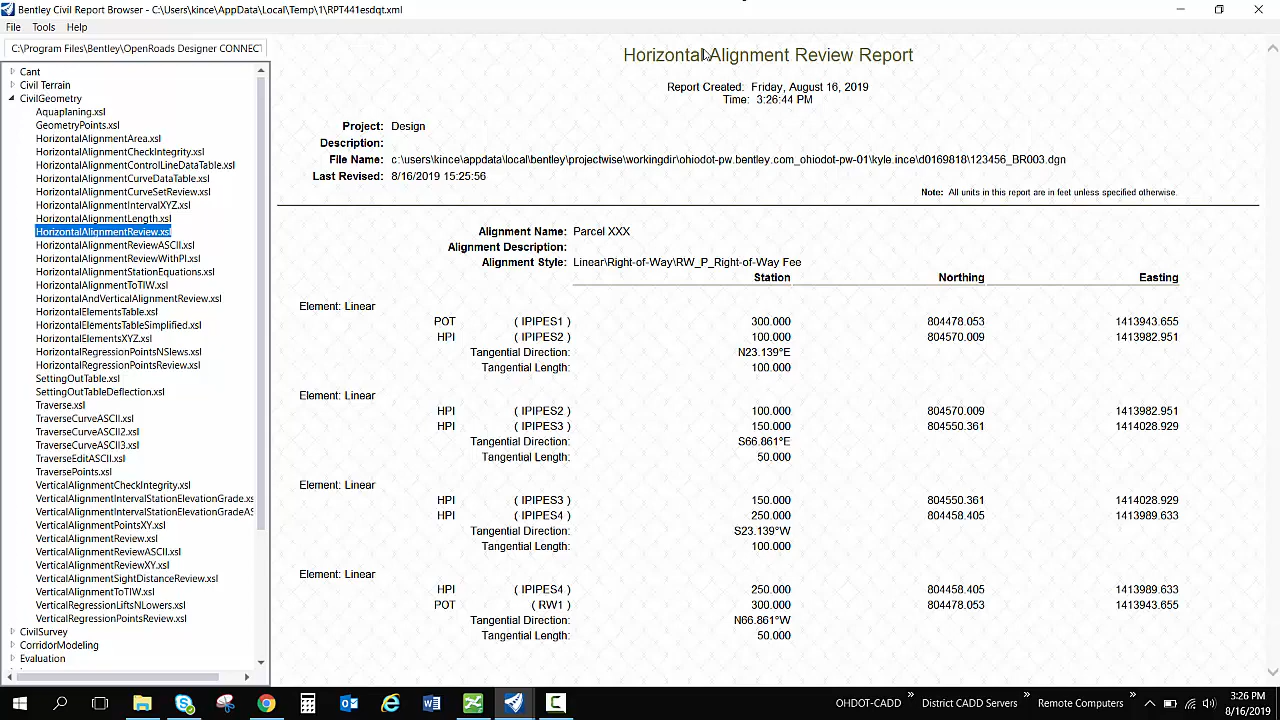 Bentley Civil Report Browser - C:\Users\kince\AppData\Local\Temp\1\RPT441esdqt.xml
File Tools Help
C:\Program Files\Bentley\OpenRoads Designer CONNECT
Cant
Civil Terrain
CivilGeometry
Aquaplaning.xsl
GeometryPoints.xsl
HorizontalAlignmentArea.xsl
HorizontalAlignmentCheckIntegrity.xsl
HorizontalAlignmentControlLineDataTable.xsl
HorizontalAlignmentCurveDataTable.xsl
HorizontalAlignmentCurveSetReview.xsl
HorizontalAlignmentIntervalXYZ.xsl
HorizontalAlignmentLength.xsl
HorizontalAlignmentReview.xsl
HorizontalAlignmentReviewASCII.xsl
HorizontalAlignmentReviewWithPI.xsl
HorizontalAlignmentStationEquations.xsl
HorizontalAlignmentToTIW.xsl
HorizontalAndVerticalAlignmentReview.xsl
HorizontalElementsTable.xsl
HorizontalElementsTableSimplified.xsl
HorizontalElementsXYZ.xsl
HorizontalRegressionPointsNSlews.xsl
HorizontalRegressionPointsReview.xsl
SettingOutTable.xsl
SettingOutTableDeflection.xsl
Traverse.xsl
TraverseCurveASCII.xsl
TraverseCurveASCII2.xsl
TraverseCurveASCII3.xsl
TraverseEditASCII.xsl
TraversePoints.xsl
VerticalAlignmentCheckIntegrity.xsl
VerticalAlignmentIntervalStationElevationGrade.xs
VerticalAlignmentIntervalStationElevationGradeAS
VerticalAlignmentPointsXY.xsl
VerticalAlignmentReview.xsl
VerticalAlignmentReviewASCII.xsl
VerticalAlignmentReviewXY.xsl
VerticalAlignmentSightDistanceReview.xsl
VerticalAlignmentToTIW.xsl
VerticalRegressionLiftsNLowers.xsl
VerticalRegressionPointsReview.xsl
CivilSurvey
CorridorModeling
Evaluation
Horizontal Alignment Review Report
Report Created: Friday, August 16, 2019
Time: 3:26:44 PM
Project: Design
Description:
File Name: c:\users\kince\appdata\local\bentley\projectwise\workingdir\ohiodot-pw.bentley.com_ohiodot-pw-01\kyle.ince\d0169818\123456_BR003.dgn
Last Revised: 8/16/2019 15:25:56
Note: All units in this report are in feet unless specified otherwise.
Alignment Name: Parcel XXX
Alignment Description:
Alignment Style: Linear\Right-of-Way\RW_P_Right-of-Way Fee
Station Northing Easting
Element: Linear
POT ( IPIPES1 ) 300.000 804478.053 1413943.655
HPI ( IPIPES2 ) 100.000 804570.009 1413982.951
Tangential Direction: N23.139°E
Tangential Length: 100.000
Element: Linear
HPI ( IPIPES2 ) 100.000 804570.009 1413982.951
HPI ( IPIPES3 ) 150.000 804550.361 1414028.929
Tangential Direction: S66.861°E
Tangential Length: 50.000
Element: Linear
HPI ( IPIPES3 ) 150.000 804550.361 1414028.929
HPI ( IPIPES4 ) 250.000 804458.405 1413989.633
Tangential Direction: S23.139°W
Tangential Length: 100.000
Element: Linear
HPI ( IPIPES4 ) 250.000 804458.405 1413989.633
POT ( RW1 ) 300.000 804478.053 1413943.655
Tangential Direction: N66.861°W
Tangential Length: 50.000
OHDOT-CADD » District CADD Servers » Remote Computers »
3:26 PM
8/16/2019